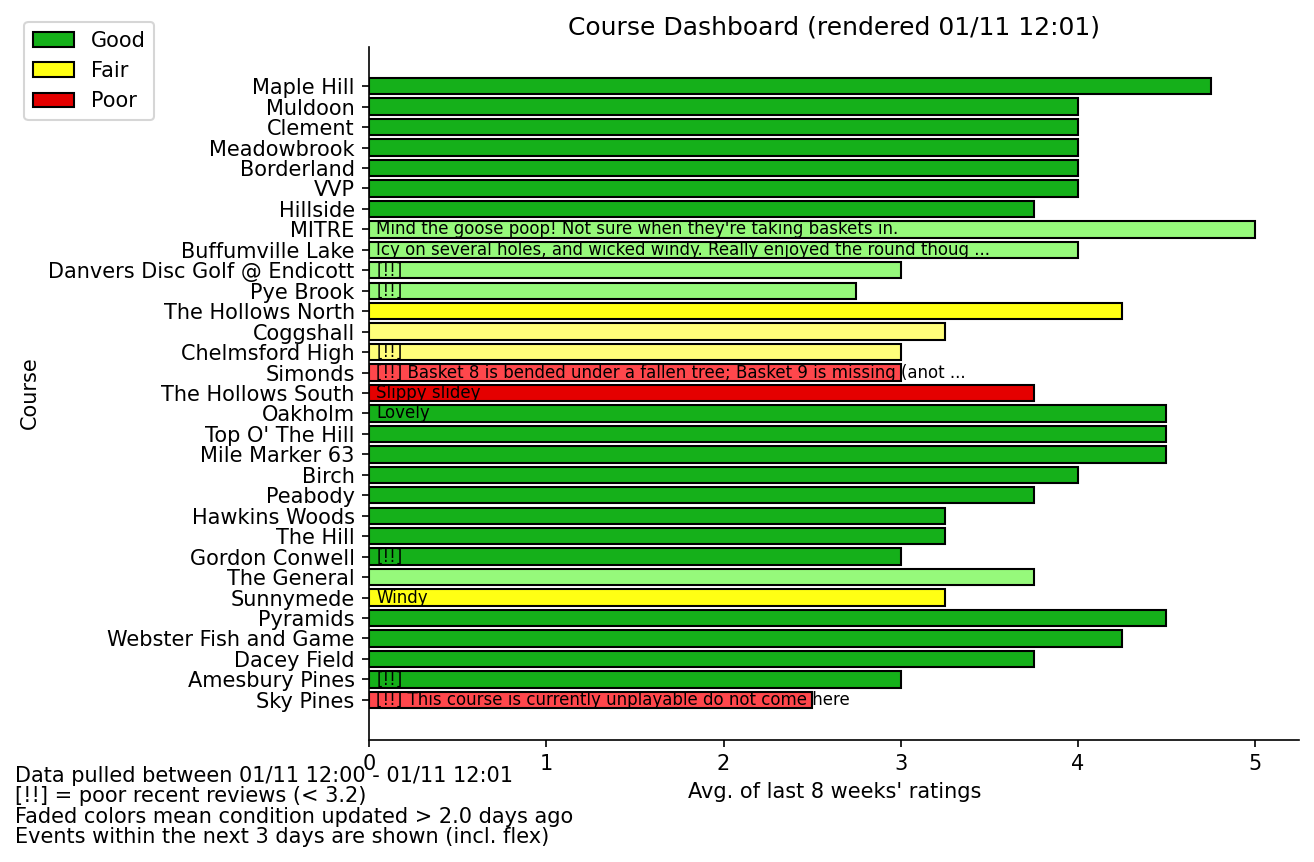 Course Dashboard (rendered 01/11 12:01)
Good
Fair
Poor
Course
Maple Hill
Muldoon
Clement
Meadowbrook
Borderland
VVP
Hillside
MITRE Mind the goose poop! Not sure when they're taking baskets in.
Buffumville Lake Icy on several holes, and wicked windy. Really enjoyed the round thoug ...
Danvers Disc Golf @ Endicott [!!]
Pye Brook [!!]
The Hollows North
Coggshall
Chelmsford High [!!]
Simonds [!!] Basket 8 is bended under a fallen tree; Basket 9 is missing (anot ...
The Hollows South Slippy slidey
Oakholm Lovely
Top O' The Hill
Mile Marker 63
Birch
Peabody
Hawkins Woods
The Hill
Gordon Conwell [!!]
The General
Sunnymede Windy
Pyramids
Webster Fish and Game
Dacey Field
Amesbury Pines [!!]
Sky Pines [!!] This course is currently unplayable do not come here
0 1 2 3 4 5
Avg. of last 8 weeks' ratings
Data pulled between 01/11 12:00 - 01/11 12:01
[!!] = poor recent reviews (< 3.2)
Faded colors mean condition updated > 2.0 days ago
Events within the next 3 days are shown (incl. flex)